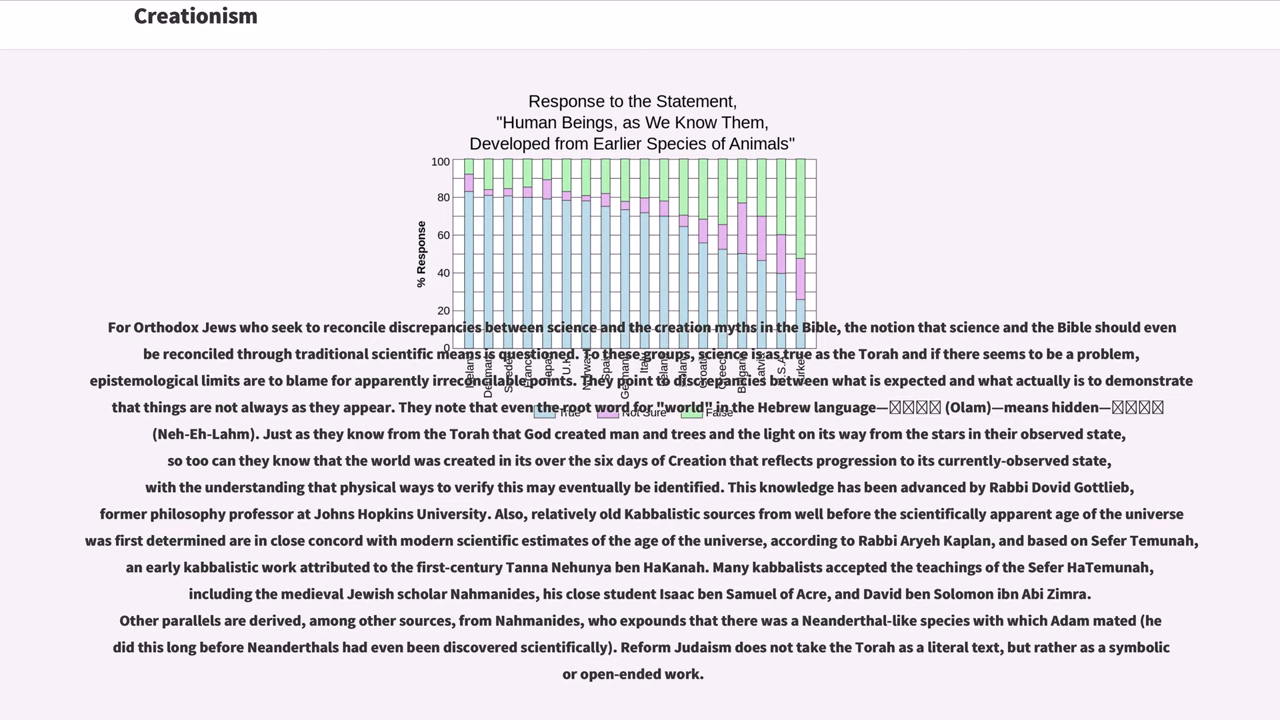 Creationism
Response to the Statement,
"Human Beings, as We Know Them,
Developed from Earlier Species of Animals"
100
80
60
40
20
0
% Response
For Orthodox Jews who seek to reconcile discrepancies between science and the creation myths in the Bible, the notion that science and the Bible should even
be reconciled through traditional scientific means is questioned. To these groups, science is as true as the Torah and if there seems to be a problem,
epistemological limits are to blame for apparently irreconcilable points. They point to discrepancies between what is expected and what actually is to demonstrate
that things are not always as they appear. They note that even the root word for "world" in the Hebrew language—□□□□ (Olam)—means hidden—□□□□
(Neh-Eh-Lahm). Just as they know from the Torah that God created man and trees and the light on its way from the stars in their observed state,
so too can they know that the world was created in its over the six days of Creation that reflects progression to its currently-observed state,
with the understanding that physical ways to verify this may eventually be identified. This knowledge has been advanced by Rabbi Dovid Gottlieb,
former philosophy professor at Johns Hopkins University. Also, relatively old Kabbalistic sources from well before the scientifically apparent age of the universe
was first determined are in close concord with modern scientific estimates of the age of the universe, according to Rabbi Aryeh Kaplan, and based on Sefer Temunah,
an early kabbalistic work attributed to the first-century Tanna Nehunya ben HaKanah. Many kabbalists accepted the teachings of the Sefer HaTemunah,
including the medieval Jewish scholar Nahmanides, his close student Isaac ben Samuel of Acre, and David ben Solomon ibn Abi Zimra.
Other parallels are derived, among other sources, from Nahmanides, who expounds that there was a Neanderthal-like species with which Adam mated (he
did this long before Neanderthals had even been discovered scientifically). Reform Judaism does not take the Torah as a literal text, but rather as a symbolic
or open-ended work.
True Not Sure False